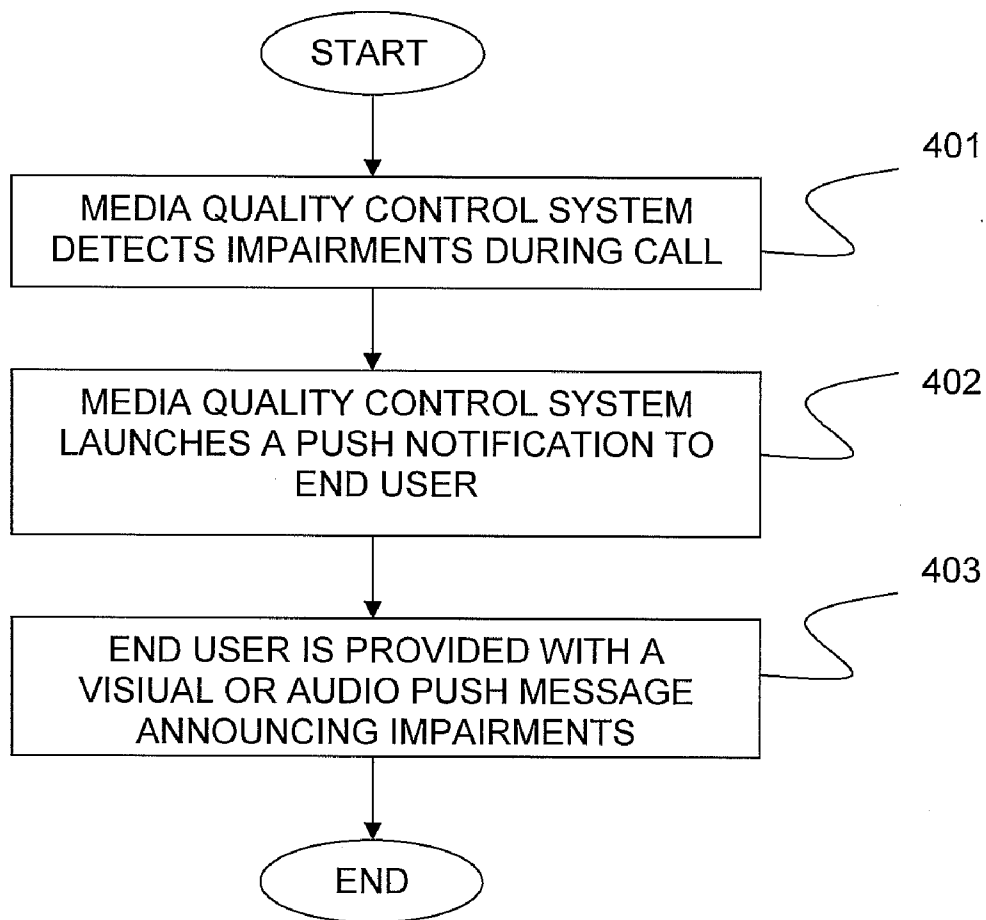 START
401
MEDIA QUALITY CONTROL SYSTEM
DETECTS IMPAIRMENTS DURING CALL
402
MEDIA QUALITY CONTROL SYSTEM
LAUNCHES A PUSH NOTIFICATION TO
END USER
403
END USER IS PROVIDED WITH A
VISIUAL OR AUDIO PUSH MESSAGE
ANNOUNCING IMPAIRMENTS
END